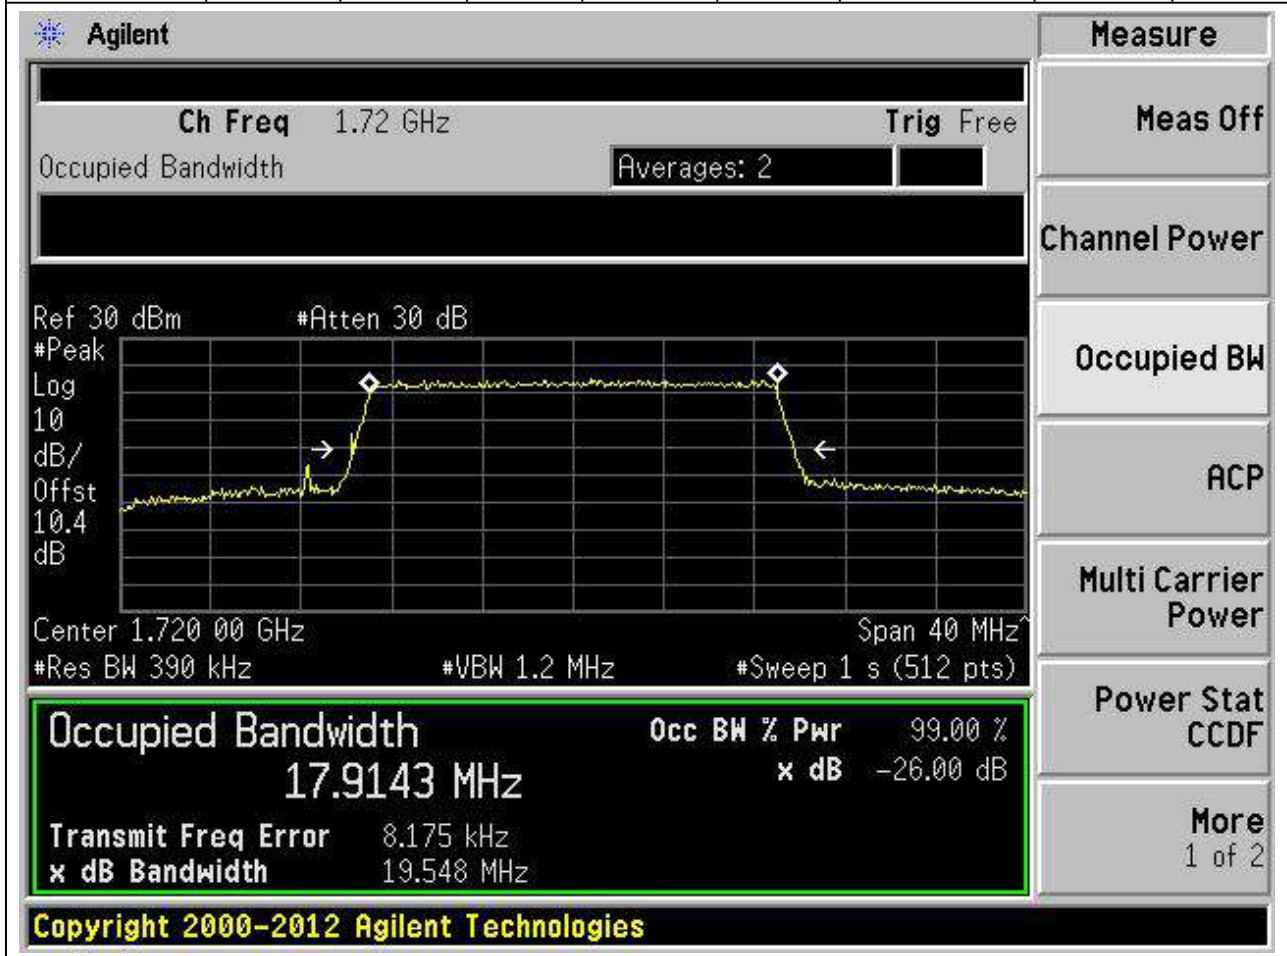 Agilent
Measure
Ch Freq 1.72 GHz Trig Free
Occupied Bandwidth Averages: 2
Meas Off
Channel Power
Occupied BW
ACP
Multi Carrier
Power
Power Stat
CCDF
More
1 of 2
Ref 30 dBm #Atten 30 dB
#Peak
Log
10
dB/
Offst
10.4
dB
Center 1.720 00 GHz Span 40 MHz^
#Res BW 390 kHz #VBW 1.2 MHz #Sweep 1 s (512 pts)
Occupied Bandwidth Occ BW % Pwr 99.00 %
17.9143 MHz x dB -26.00 dB
Transmit Freq Error 8.175 kHz
x dB Bandwidth 19.548 MHz
Copyright 2000-2012 Agilent Technologies